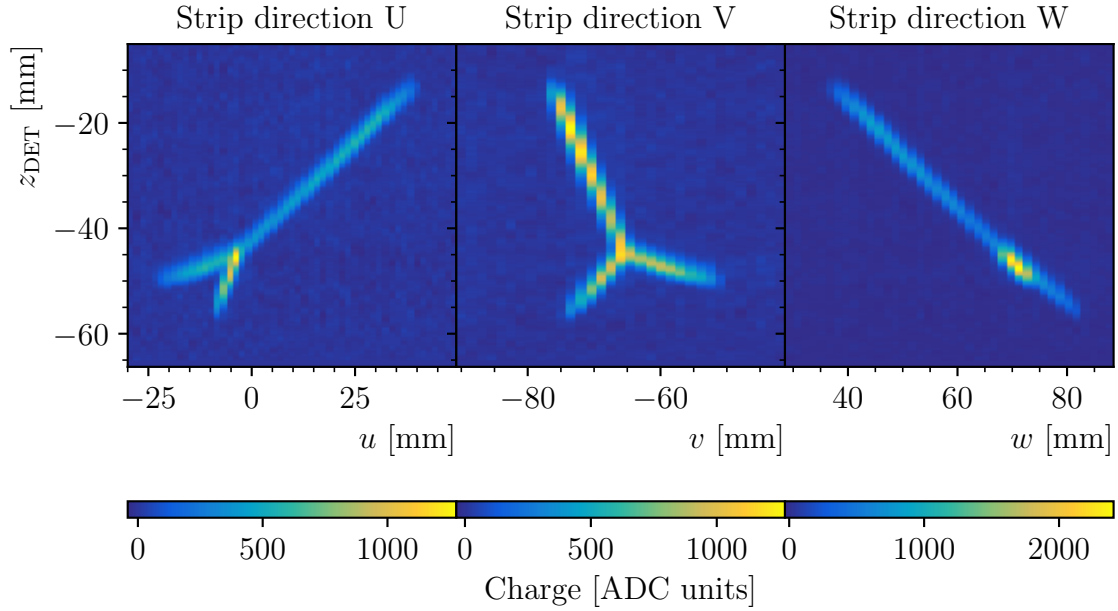 Strip direction U Strip direction V Strip direction W
z_DET [mm]
−20
−40
−60
−25 0 25 −80 −60 40 60 80
u [mm] v [mm] w [mm]
0 500 1000 0 500 1000 0 1000 2000
Charge [ADC units]